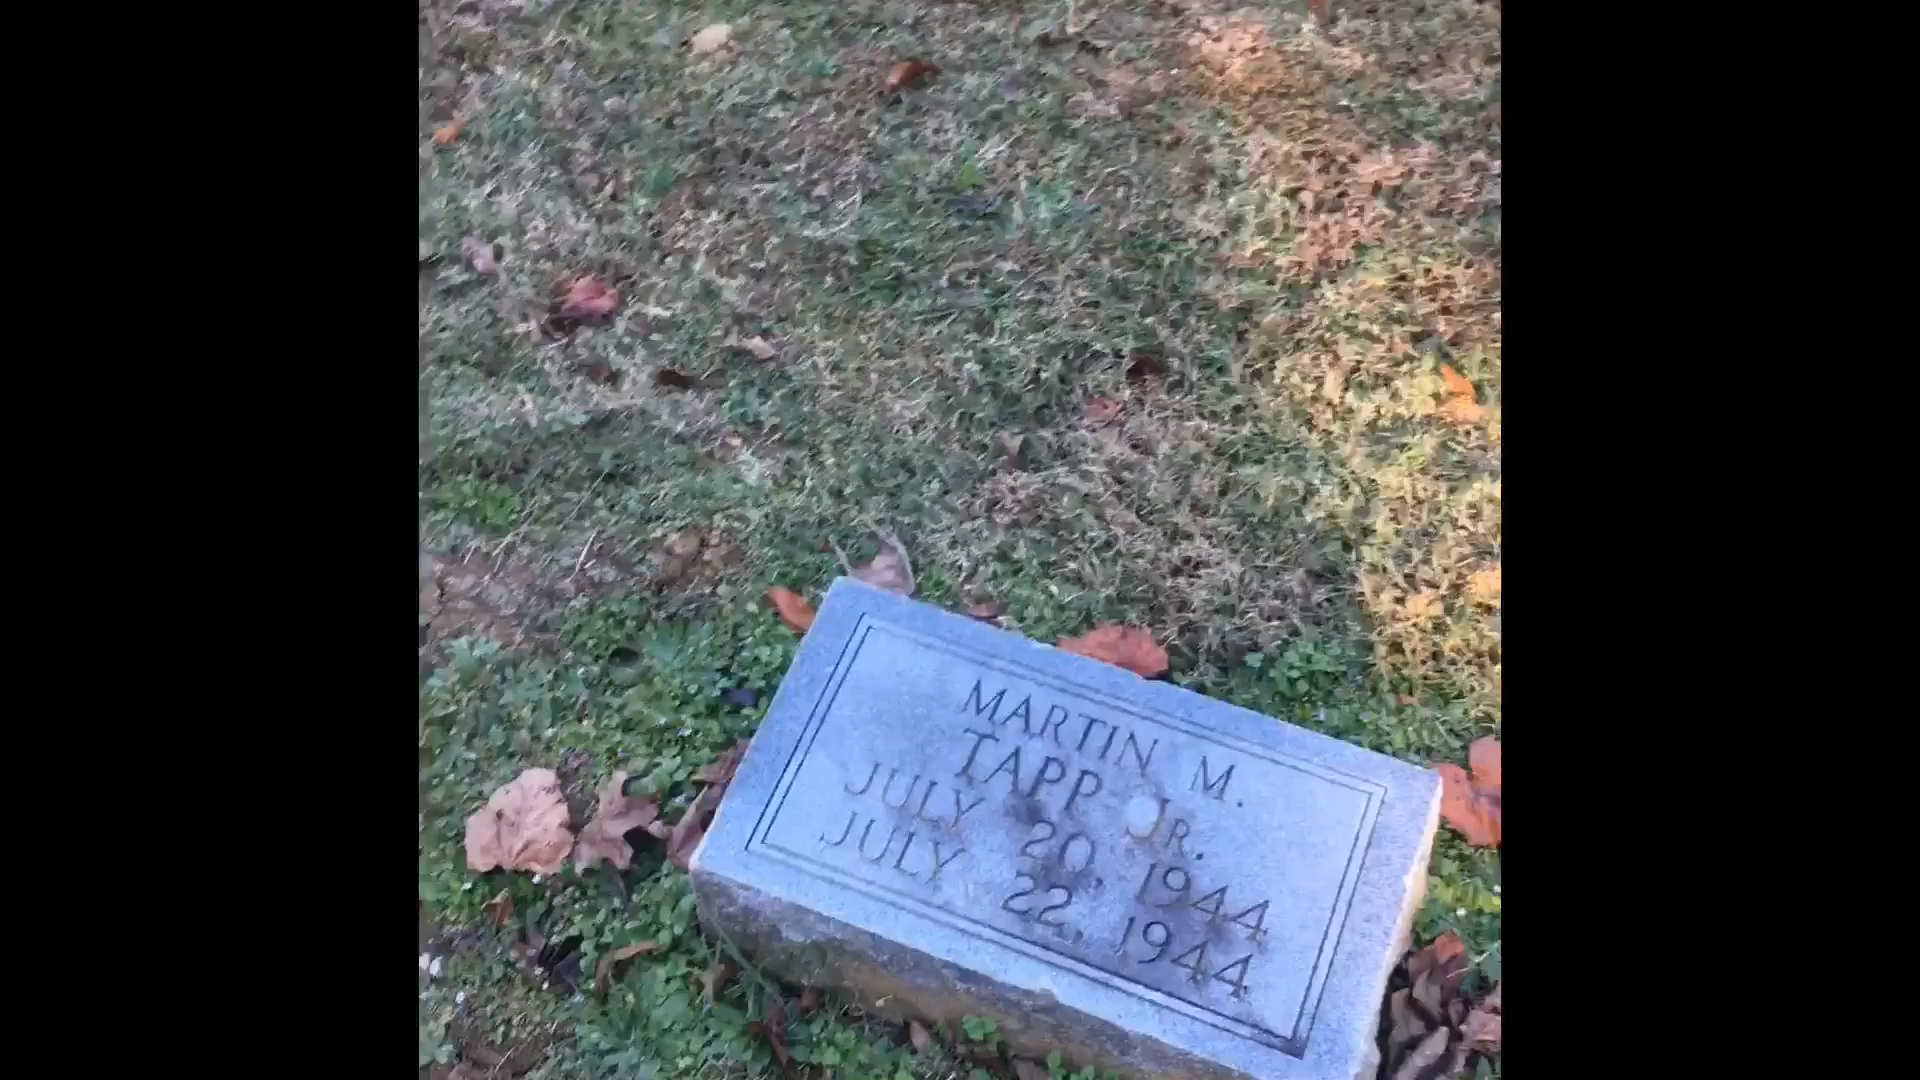 MARTIN M.
TAPP JR.
JULY 20, 1944
JULY 22, 1944